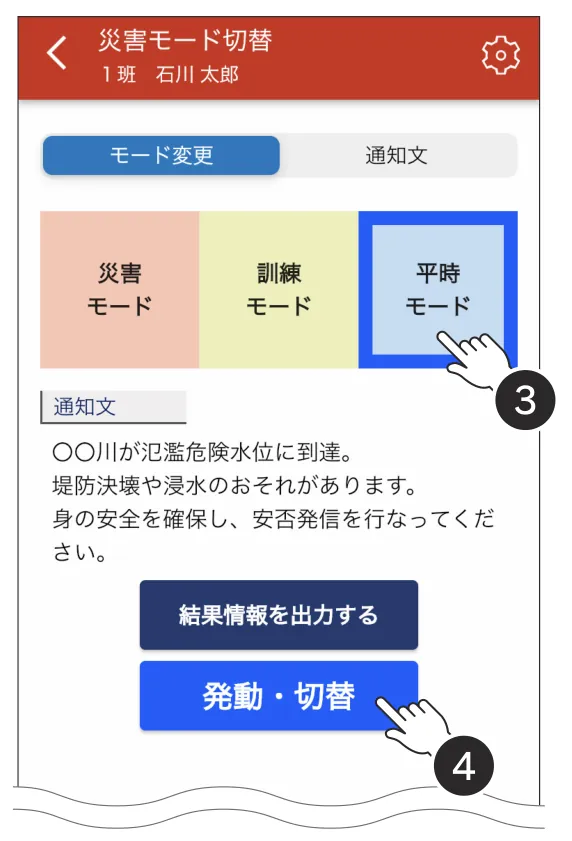 災害モード切替
1班 石川 太郎
モード変更
通知文
災害
モード
訓練
モード
平時
モード
3
通知文
〇〇川が氾濫危険水位に到達。
堤防決壊や浸水のおそれがあります。
身の安全を確保し、安否発信を行なってくだ
さい。
結果情報を出力する
発動・切替
4